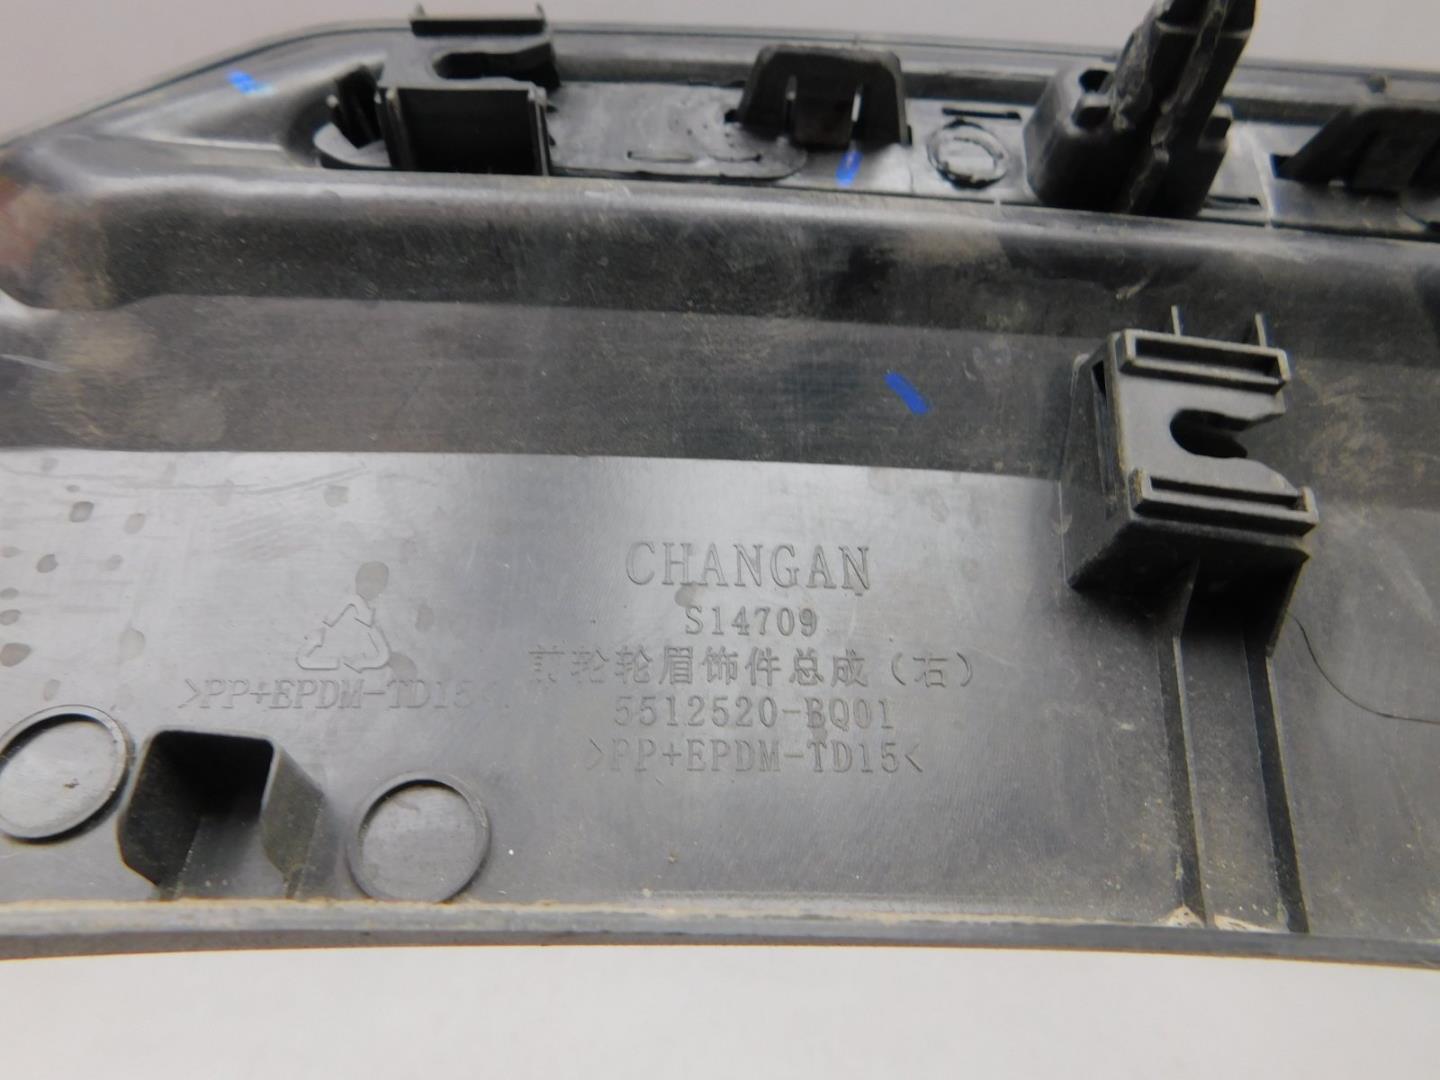 CHANGAN
S14709
前轮轮眉饰件总成（右）
5512520-BQ01
>PP+EPDM-TD15<
>PP+EPDM-TD15